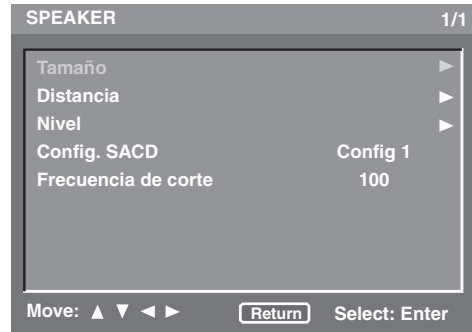 SPEAKER 1/1
Tamaño ►
Distancia ►
Nivel ►
Config. SACD Config 1
Frecuencia de corte 100
Move: ▲ ▼ ◄ ► Return Select: Enter